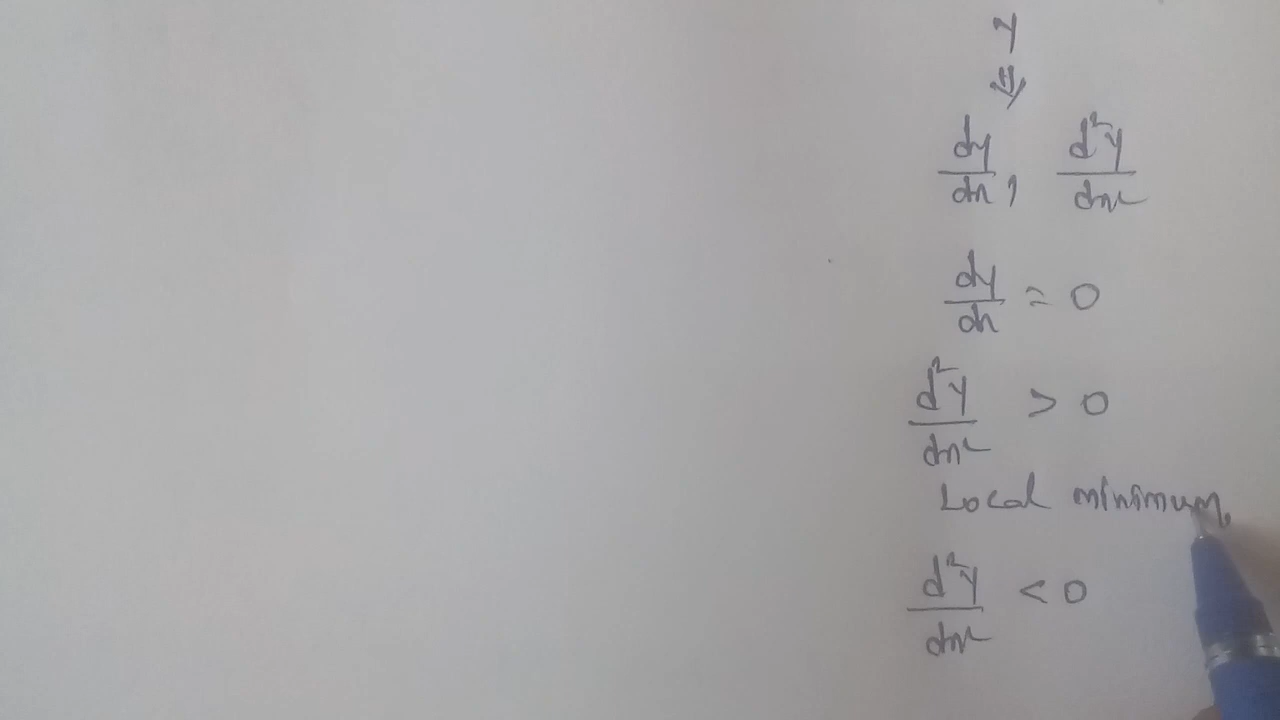 y
⇓
dy/dx, d²y/dx²
dy/dx = 0
d²y/dx² > 0
Local minimum
d²y/dx² < 0